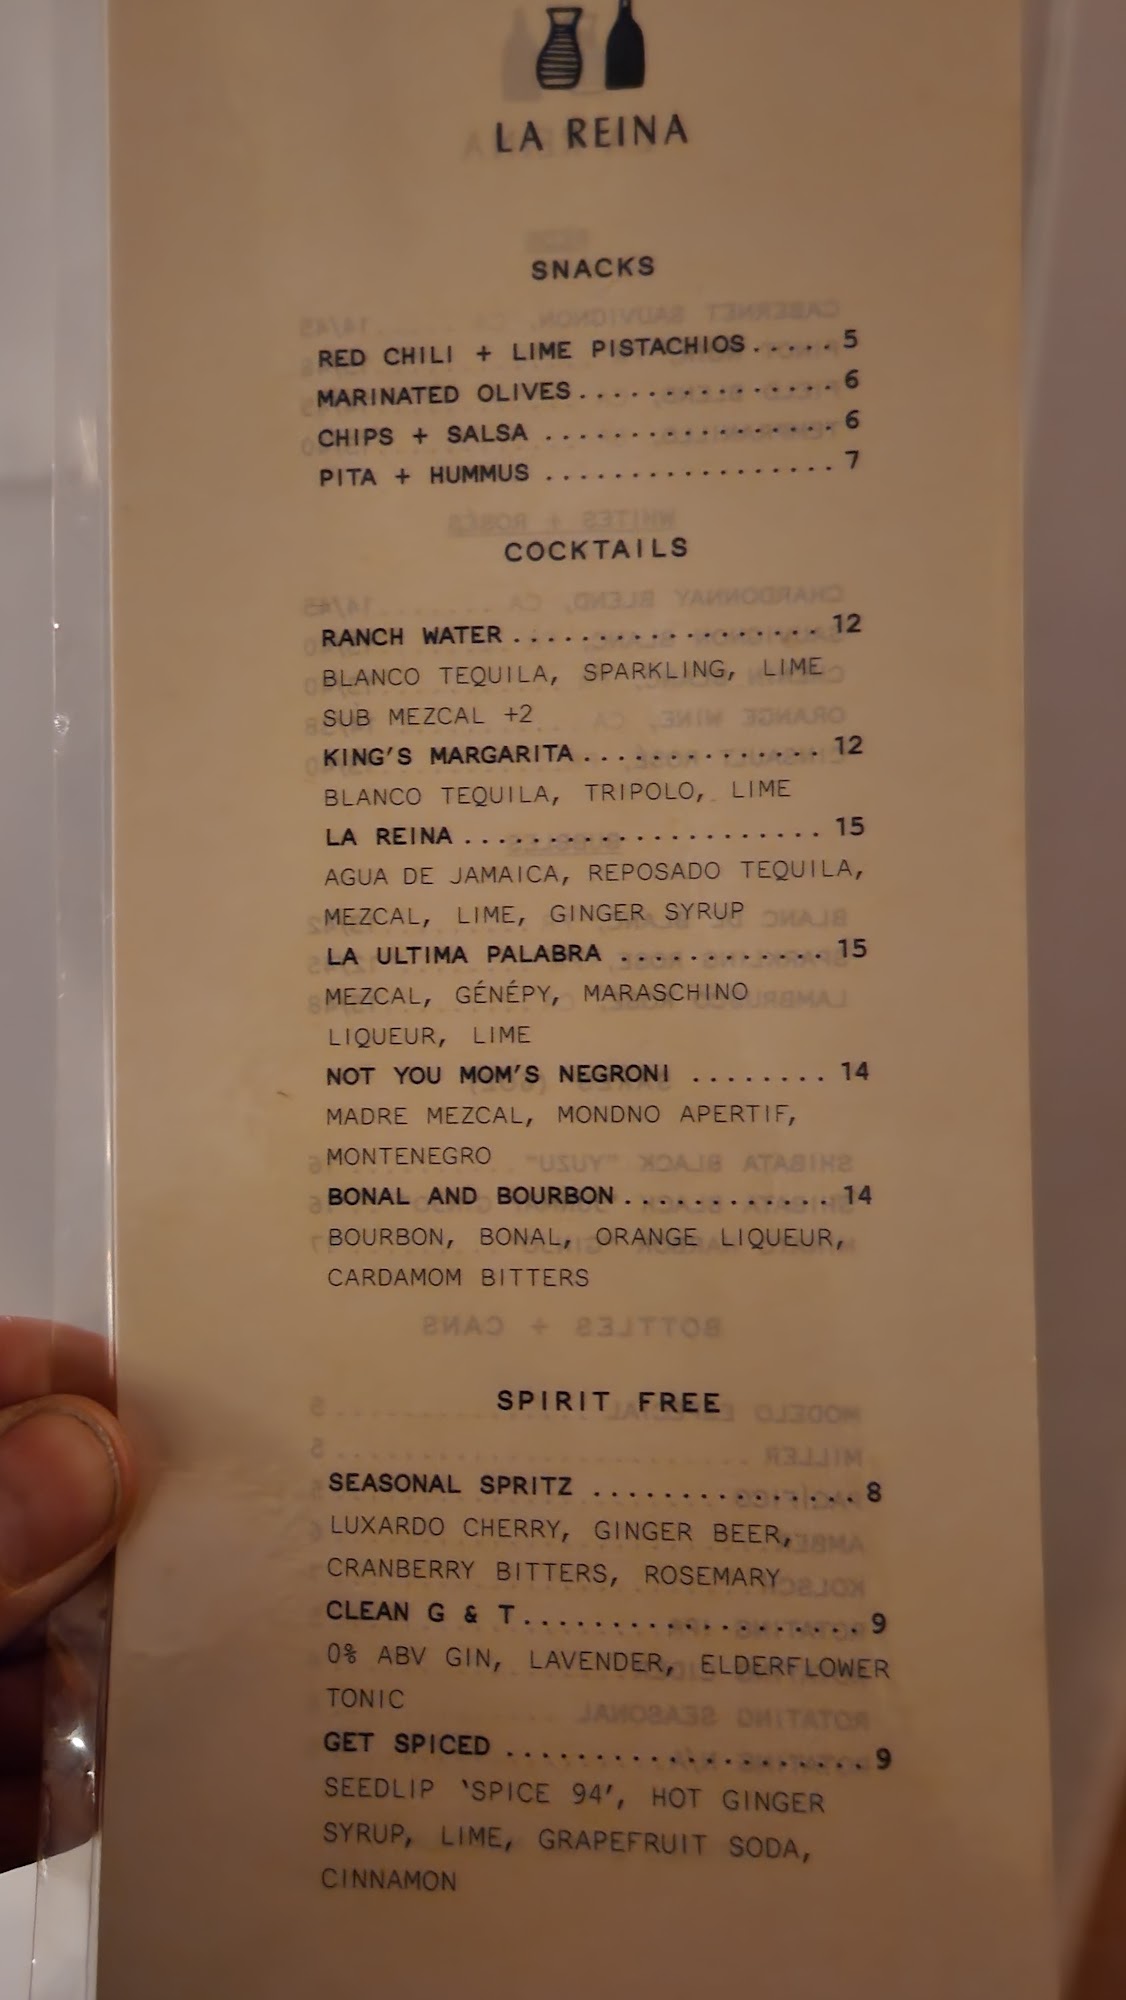 LA REINA
SNACKS
RED CHILI + LIME PISTACHIOS..... 5
MARINATED OLIVES............... 6
CHIPS + SALSA ................. 6
PITA + HUMMUS ................. 7
COCKTAILS
RANCH WATER................... 12
BLANCO TEQUILA, SPARKLING, LIME
SUB MEZCAL +2
KING'S MARGARITA.............. 12
BLANCO TEQUILA, TRIPOLO, LIME
LA REINA...................... 15
AGUA DE JAMAICA, REPOSADO TEQUILA,
MEZCAL, LIME, GINGER SYRUP
LA ULTIMA PALABRA ............ 15
MEZCAL, GÉNÉPY, MARASCHINO
LIQUEUR, LIME
NOT YOU MOM'S NEGRONI ........ 14
MADRE MEZCAL, MONDNO APERTIF,
MONTENEGRO
BONAL AND BOURBON............. 14
BOURBON, BONAL, ORANGE LIQUEUR,
CARDAMOM BITTERS
SPIRIT FREE
SEASONAL SPRITZ ................ 8
LUXARDO CHERRY, GINGER BEER,
CRANBERRY BITTERS, ROSEMARY
CLEAN G & T..................... 9
0% ABV GIN, LAVENDER, ELDERFLOWER
TONIC
GET SPICED ..................... 9
SEEDLIP 'SPICE 94', HOT GINGER
SYRUP, LIME, GRAPEFRUIT SODA,
CINNAMON